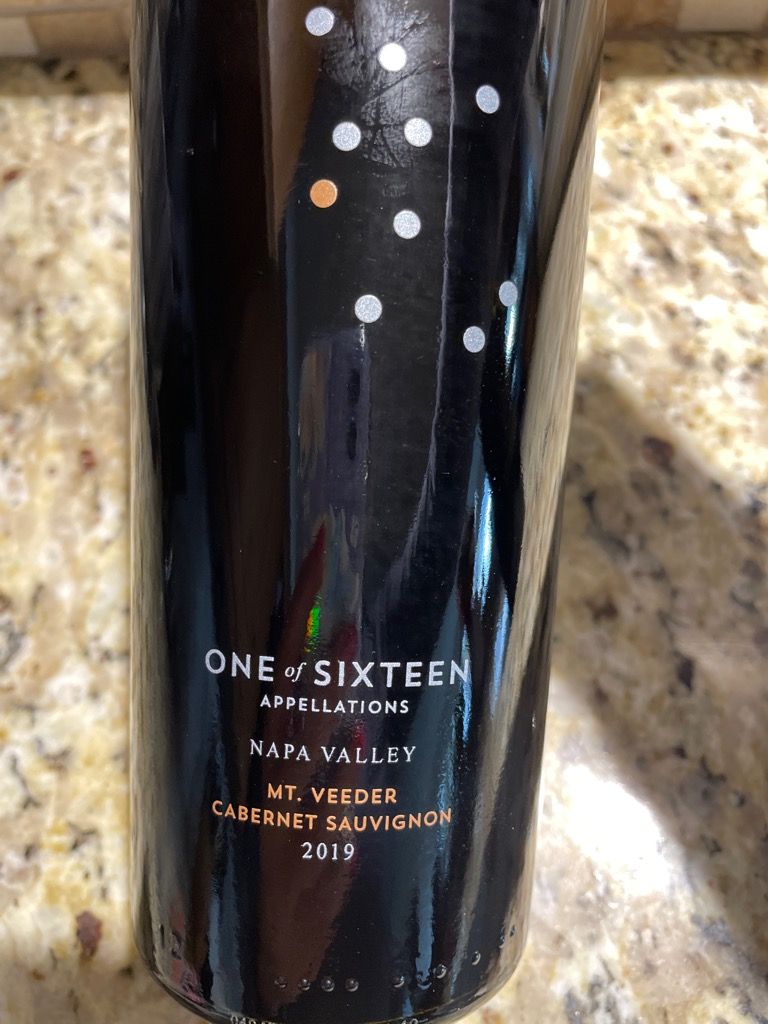 ONE of SIXTEEN
APPELLATIONS
NAPA VALLEY
MT. VEEDER
CABERNET SAUVIGNON
2019